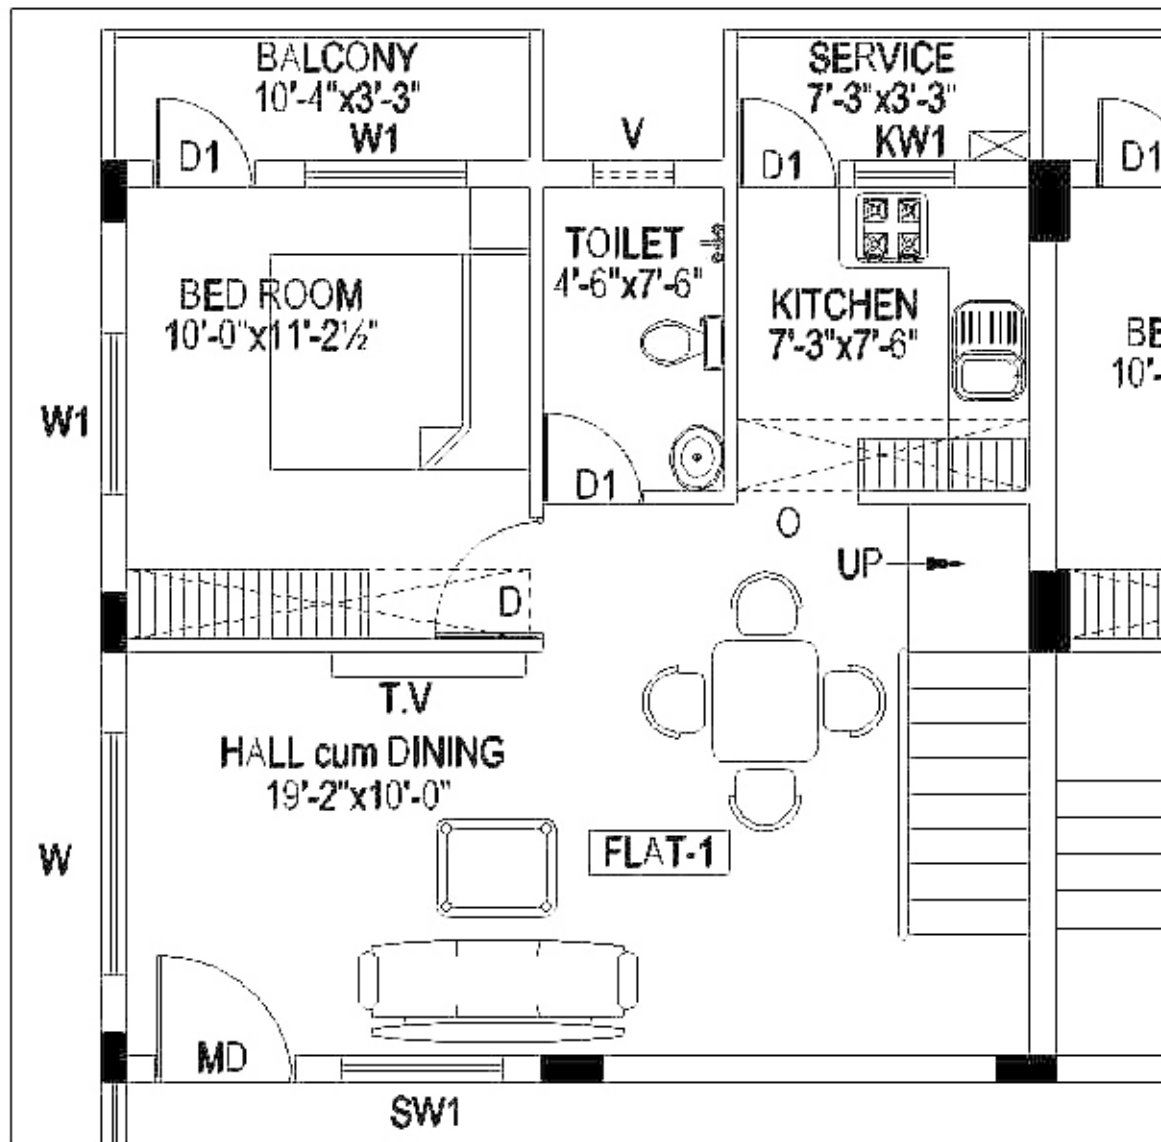 BALCONY
10'-4"x3'-3"
W1
D1
V
SERVICE
7'-3"x3'-3"
KW1
D1
D1
TOILET
4'-6"x7'-6"
BED ROOM
10'-0"x11'-2½"
KITCHEN
7'-3"x7'-6"
BE
10'-
W1
D1
O
UP
D
T.V
HALL cum DINING
19'-2"x10'-0"
FLAT-1
W
MD
SW1